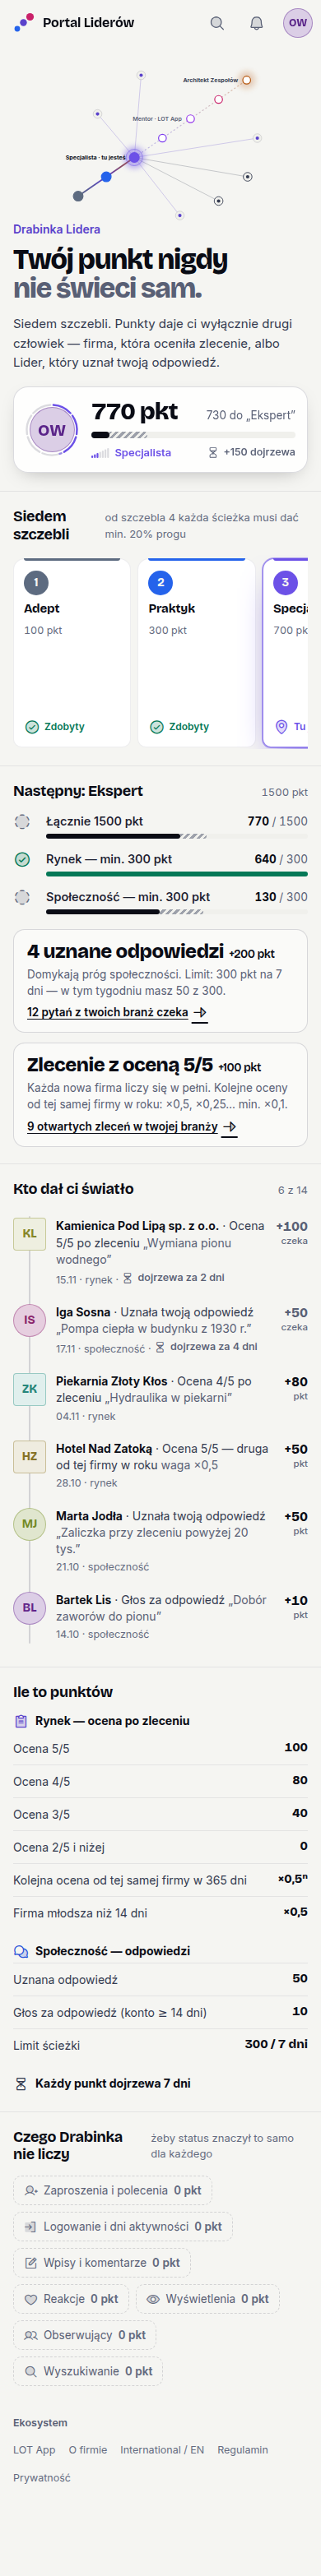 Portal Liderów
OW
Architekt Zespołów
Mentor · LOT App
Specjalista · tu jesteś
Drabinka Lidera
Twój punkt nigdy
nie świeci sam.
Siedem szczebli. Punkty daje ci wyłącznie drugi
człowiek — firma, która oceniła zlecenie, albo
Lider, który uznał twoją odpowiedź.
OW
770 pkt
730 do „Ekspert”
Specjalista
+150 dojrzewa
Siedem
szczebli
od szczebla 4 każda ścieżka musi dać
min. 20% progu
1
Adept
100 pkt
Zdobyty
2
Praktyk
300 pkt
Zdobyty
3
Specja
700 pk
Tu
Następny: Ekspert
1500 pkt
Łącznie 1500 pkt
770 / 1500
Rynek — min. 300 pkt
640 / 300
Społeczność — min. 300 pkt
130 / 300
4 uznane odpowiedzi +200 pkt
Domykają próg społeczności. Limit: 300 pkt na 7
dni — w tym tygodniu masz 50 z 300.
12 pytań z twoich branż czeka →
Zlecenie z oceną 5/5 +100 pkt
Każda nowa firma liczy się w pełni. Kolejne oceny
od tej samej firmy w roku: ×0,5, ×0,25... min. ×0,1.
9 otwartych zleceń w twojej branży →
Kto dał ci światło
6 z 14
KL
Kamienica Pod Lipą sp. z o.o. · Ocena
5/5 po zleceniu „Wymiana pionu
wodnego”
15.11 · rynek · dojrzewa za 2 dni
+100
czeka
IS
Iga Sosna · Uznała twoją odpowiedź
„Pompa ciepła w budynku z 1930 r.”
17.11 · społeczność · dojrzewa za 4 dni
+50
czeka
ZK
Piekarnia Złoty Kłos · Ocena 4/5 po
zleceniu „Hydraulika w piekarni”
04.11 · rynek
+80
pkt
HZ
Hotel Nad Zatoką · Ocena 5/5 — druga
od tej firmy w roku waga ×0,5
28.10 · rynek
+50
pkt
MJ
Marta Jodła · Uznała twoją odpowiedź
„Zaliczka przy zleceniu powyżej 20
tys.”
21.10 · społeczność
+50
pkt
BL
Bartek Lis · Głos za odpowiedź „Dobór
zaworów do pionu”
14.10 · społeczność
+10
pkt
Ile to punktów
Rynek — ocena po zleceniu
Ocena 5/5
100
Ocena 4/5
80
Ocena 3/5
40
Ocena 2/5 i niżej
0
Kolejna ocena od tej samej firmy w 365 dni
×0,5ⁿ
Firma młodsza niż 14 dni
×0,5
Społeczność — odpowiedzi
Uznana odpowiedź
50
Głos za odpowiedź (konto ≥ 14 dni)
10
Limit ścieżki
300 / 7 dni
Każdy punkt dojrzewa 7 dni
Czego Drabinka
nie liczy
żeby status znaczył to samo
dla każdego
Zaproszenia i polecenia 0 pkt
Logowanie i dni aktywności 0 pkt
Wpisy i komentarze 0 pkt
Reakcje 0 pkt
Wyświetlenia 0 pkt
Obserwujący 0 pkt
Wyszukiwanie 0 pkt
Ekosystem
LOT App O firmie International / EN Regulamin
Prywatność